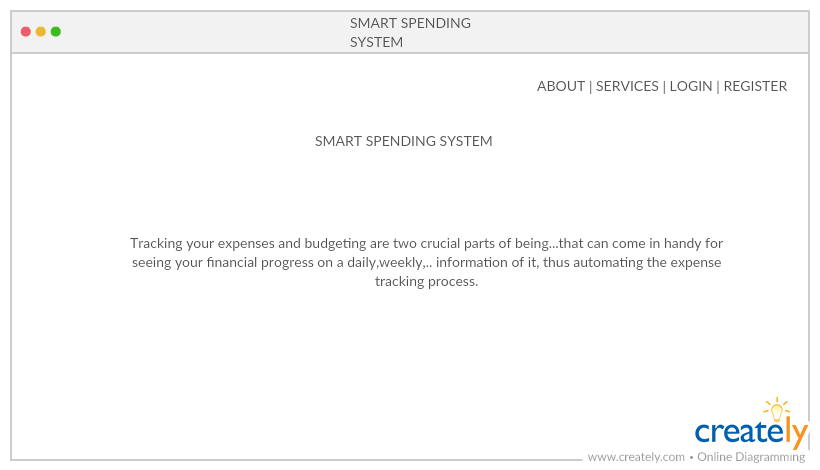 SMART SPENDING
SYSTEM
ABOUT | SERVICES | LOGIN | REGISTER
SMART SPENDING SYSTEM
Tracking your expenses and budgeting are two crucial parts of being...that can come in handy for
seeing your financial progress on a daily,weekly,.. information of it, thus automating the expense
tracking process.
creately
www.creately.com • Online Diagramming